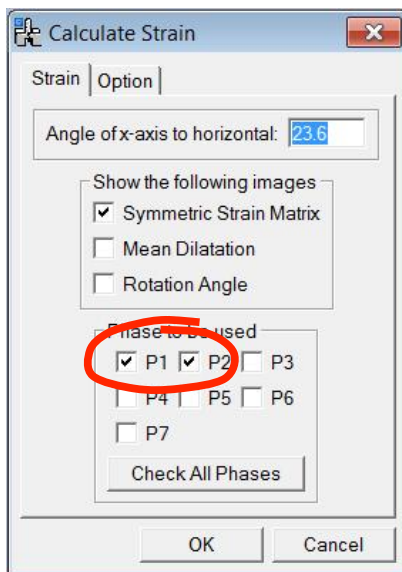 Calculate Strain
Strain Option
Angle of x-axis to horizontal: 23.6
Show the following images
Symmetric Strain Matrix
Mean Dilatation
Rotation Angle
Phase to be used
P1 P2 P3
P4 P5 P6
P7
Check All Phases
OK Cancel